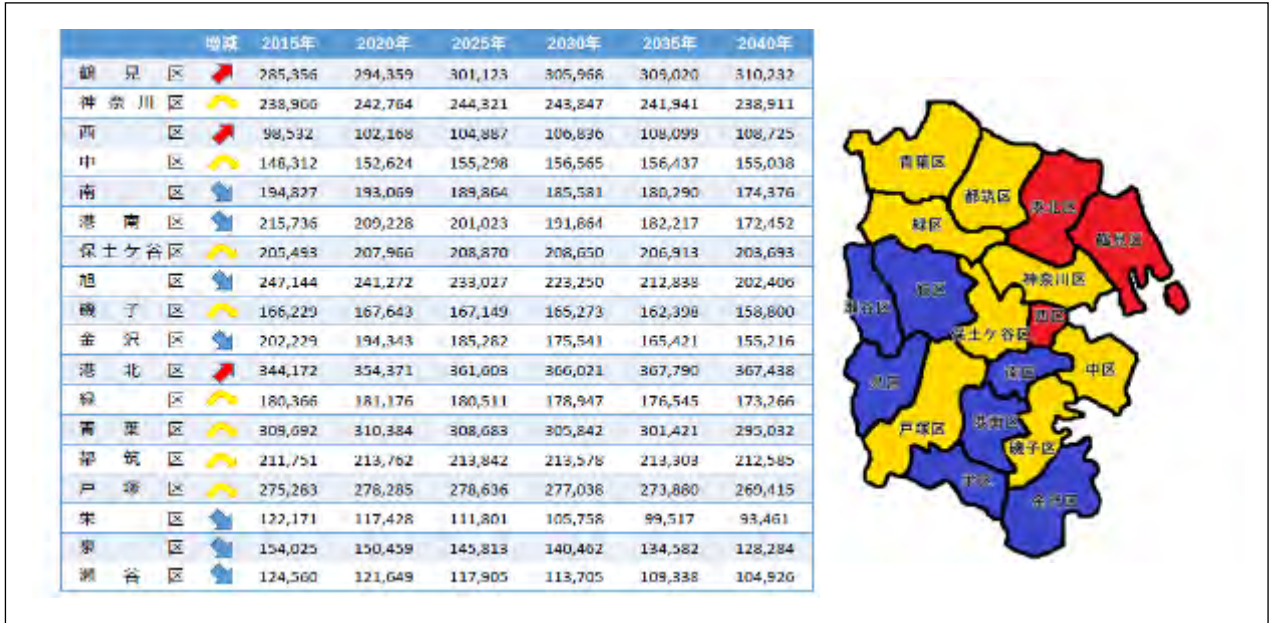 増減 2015年 2020年 2025年 2030年 2035年 2040年
鶴見区 285,356 294,359 301,123 305,968 309,020 310,232
神奈川区 238,966 242,764 244,321 243,847 241,941 238,911
西区 98,532 102,168 104,887 106,836 108,099 108,725
中区 148,312 152,624 155,298 156,565 156,437 155,038
南区 194,827 193,069 189,864 185,581 180,290 174,376
港南区 215,736 209,228 201,023 191,864 182,217 172,452
保土ケ谷区 205,493 207,966 208,870 208,650 206,913 203,693
旭区 247,144 241,272 233,027 223,250 212,838 202,406
磯子区 166,229 167,643 167,149 165,273 162,398 158,800
金沢区 202,229 194,343 185,282 175,541 165,421 155,216
港北区 344,172 354,371 361,603 366,021 367,790 367,438
緑区 180,366 181,176 180,511 178,947 176,545 173,266
青葉区 309,692 310,384 308,683 305,842 301,421 295,032
都筑区 211,751 213,762 213,842 213,578 213,303 212,585
戸塚区 275,283 278,285 278,636 277,038 273,880 269,415
栄区 122,171 117,428 111,801 105,758 99,517 93,461
泉区 154,025 150,459 145,813 140,462 134,582 128,284
瀬谷区 124,560 121,649 117,905 113,705 109,338 104,926
青葉区
都筑区
港北区
緑区
鶴見区
神奈川区
旭区
瀬谷区
西区
保土ケ谷区
南区
中区
泉区
港南区
戸塚区
磯子区
栄区
金沢区